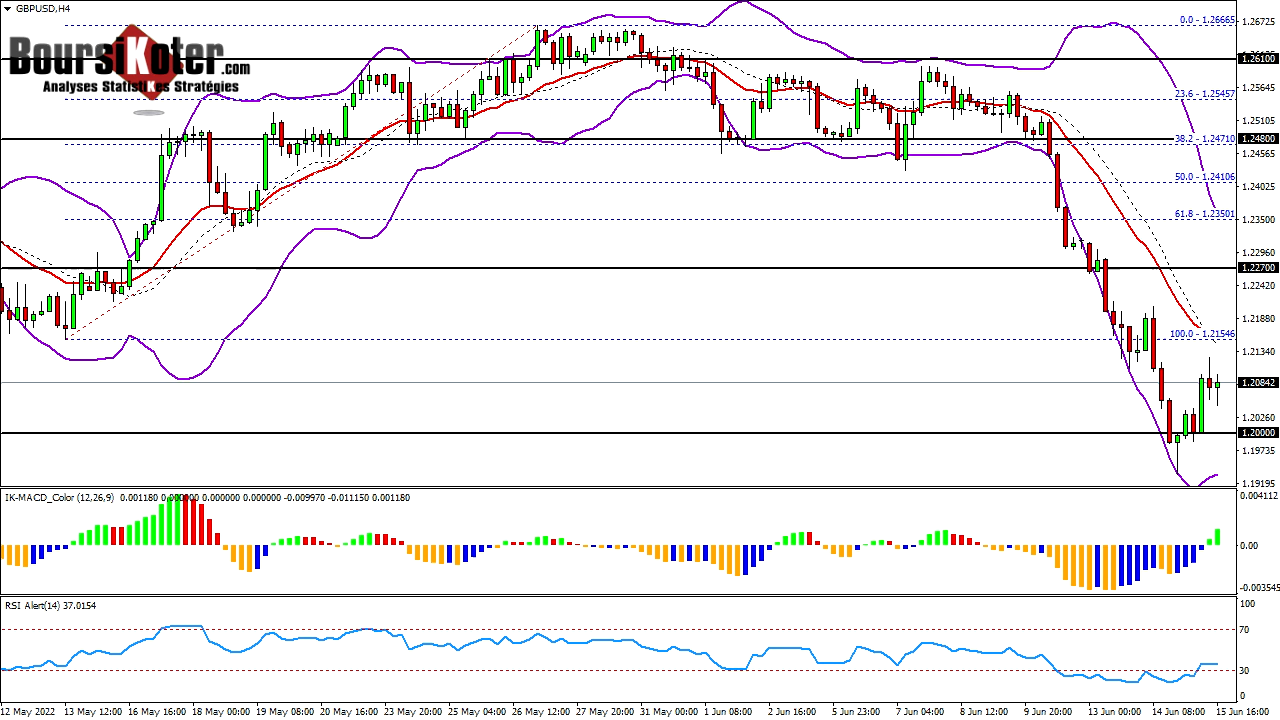 GBPUSD,H4
BoursiKoter.com
Analyses StatistiKes Stratégies
0.0 - 1.26665
1.26725
1.26100
23.6 - 1.25457
1.25645
1.25105
38.2 - 1.24710
1.24800
1.24565
50.0 - 1.24106
1.24025
61.8 - 1.23501
1.23500
1.22960
1.22700
1.22420
1.21880
100.0 - 1.21546
1.21340
1.20842
1.20260
1.20000
1.19735
1.19195
IK-MACD_Color (12,26,9) 0.001180 0.000000 0.000000 0.000000 -0.009970 -0.011150 0.001180
0.004112
0.00
-0.003545
RSI Alert(14) 37.0154
100
70
30
0
12 May 2022 13 May 12:00 16 May 16:00 18 May 00:00 19 May 08:00 20 May 16:00 23 May 20:00 25 May 04:00 26 May 12:00 27 May 20:00 31 May 00:00 1 Jun 08:00 2 Jun 16:00 5 Jun 23:00 7 Jun 04:00 8 Jun 12:00 9 Jun 20:00 13 Jun 00:00 14 Jun 08:00 15 Jun 16:00